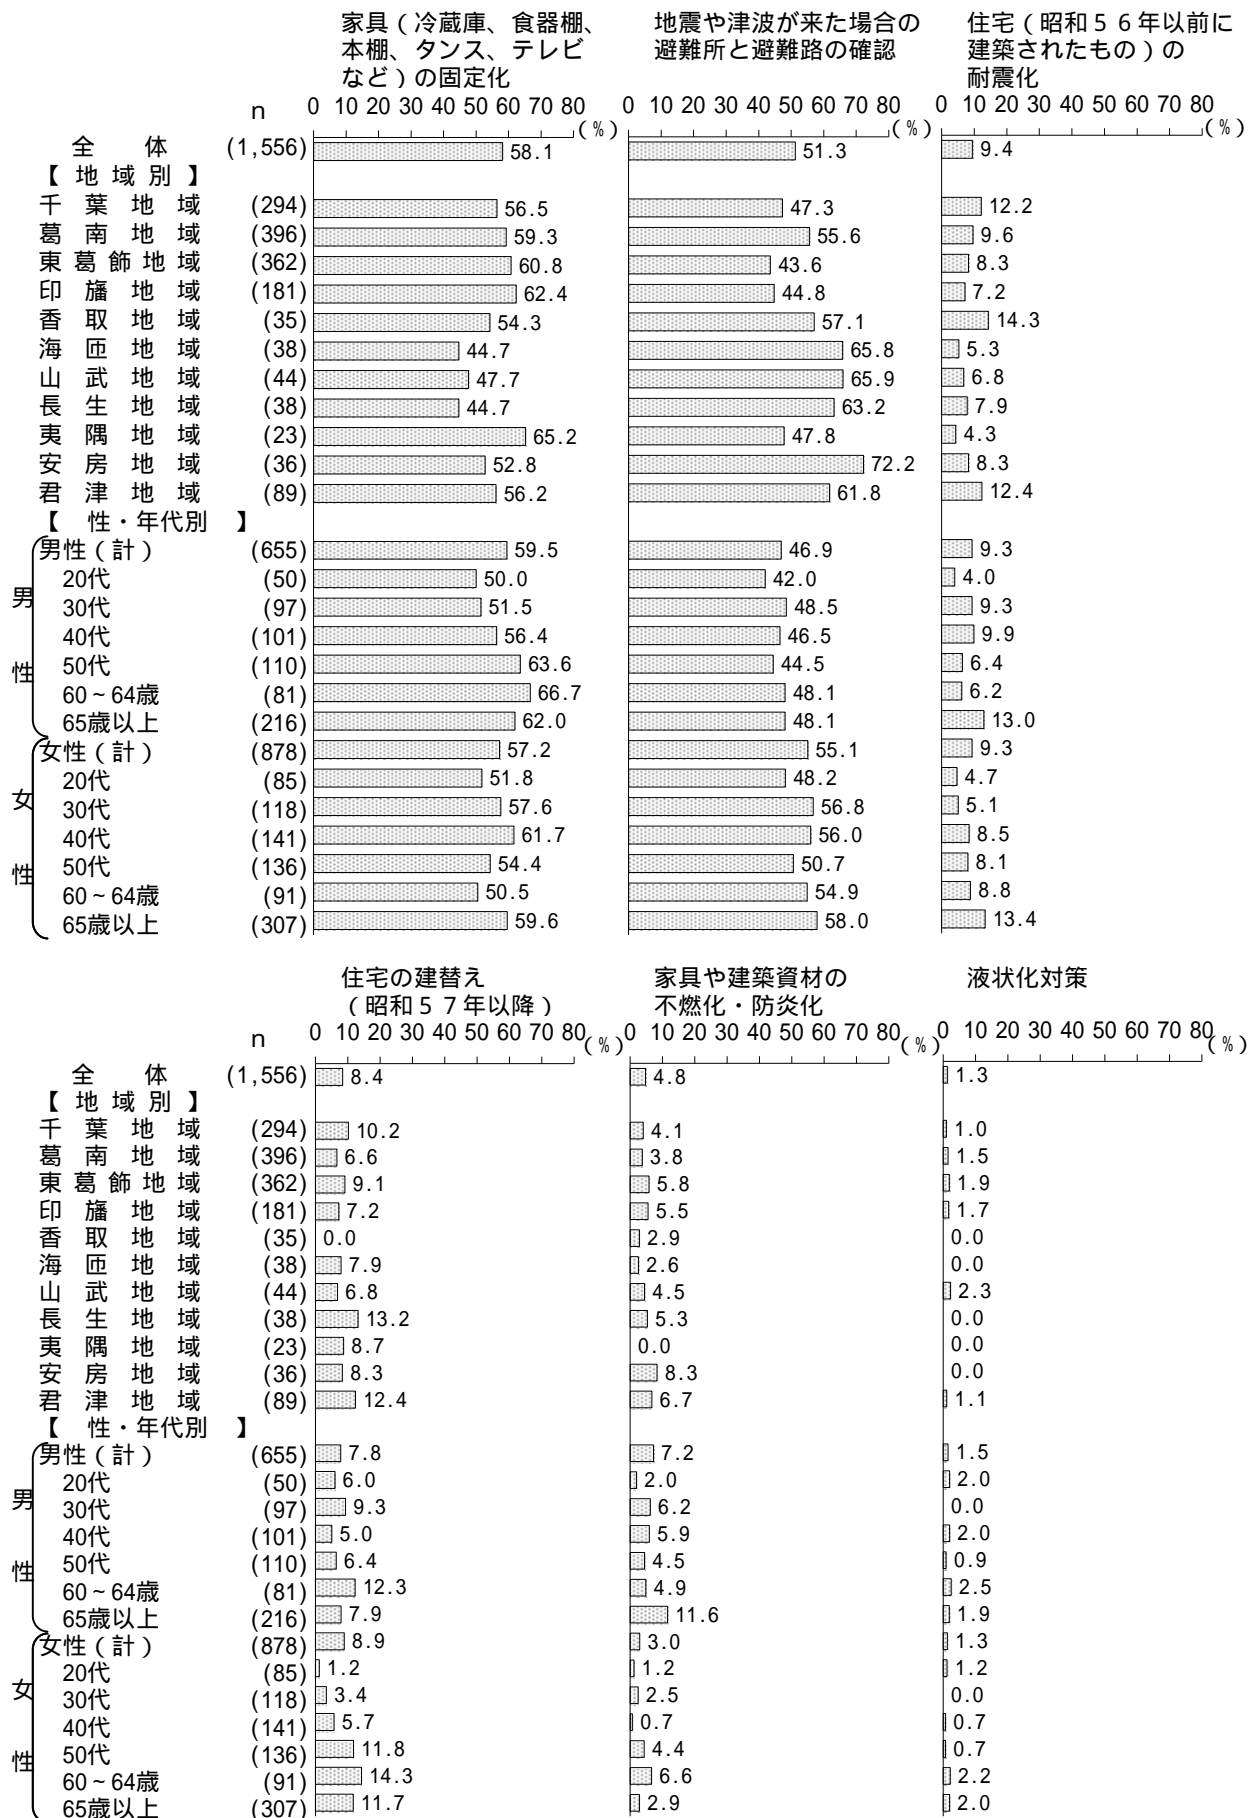 家具（冷蔵庫、食器棚、 地震や津波が来た場合の 住宅（昭和５６年以前に
本棚、タンス、テレビ 避難所と避難路の確認 建築されたもの）の
など）の固定化 耐震化
n 0 10 20 30 40 50 60 70 80 (%) 0 10 20 30 40 50 60 70 80 (%) 0 10 20 30 40 50 60 70 80 (%)
全 体 (1,556) 58.1 51.3 9.4
【 地 域 別 】
千 葉 地 域 (294) 56.5 47.3 12.2
葛 南 地 域 (396) 59.3 55.6 9.6
東 葛 飾 地 域 (362) 60.8 43.6 8.3
印 旛 地 域 (181) 62.4 44.8 7.2
香 取 地 域 (35) 54.3 57.1 14.3
海 匝 地 域 (38) 44.7 65.8 5.3
山 武 地 域 (44) 47.7 65.9 6.8
長 生 地 域 (38) 44.7 63.2 7.9
夷 隅 地 域 (23) 65.2 47.8 4.3
安 房 地 域 (36) 52.8 72.2 8.3
君 津 地 域 (89) 56.2 61.8 12.4
【 性・年代別 】
男性（計） (655) 59.5 46.9 9.3
20代 (50) 50.0 42.0 4.0
男 30代 (97) 51.5 48.5 9.3
40代 (101) 56.4 46.5 9.9
性 50代 (110) 63.6 44.5 6.4
60～64歳 (81) 66.7 48.1 6.2
65歳以上 (216) 62.0 48.1 13.0
女性（計） (878) 57.2 55.1 9.3
20代 (85) 51.8 48.2 4.7
女 30代 (118) 57.6 56.8 5.1
40代 (141) 61.7 56.0 8.5
性 50代 (136) 54.4 50.7 8.1
60～64歳 (91) 50.5 54.9 8.8
65歳以上 (307) 59.6 58.0 13.4
住宅の建替え 家具や建築資材の 液状化対策
（昭和５７年以降） 不燃化・防炎化
n 0 10 20 30 40 50 60 70 80 (%) 0 10 20 30 40 50 60 70 80 (%) 0 10 20 30 40 50 60 70 80 (%)
全 体 (1,556) 8.4 4.8 1.3
【 地 域 別 】
千 葉 地 域 (294) 10.2 4.1 1.0
葛 南 地 域 (396) 6.6 3.8 1.5
東 葛 飾 地 域 (362) 9.1 5.8 1.9
印 旛 地 域 (181) 7.2 5.5 1.7
香 取 地 域 (35) 0.0 2.9 0.0
海 匝 地 域 (38) 7.9 2.6 0.0
山 武 地 域 (44) 6.8 4.5 2.3
長 生 地 域 (38) 13.2 5.3 0.0
夷 隅 地 域 (23) 8.7 0.0 0.0
安 房 地 域 (36) 8.3 8.3 0.0
君 津 地 域 (89) 12.4 6.7 1.1
【 性・年代別 】
男性（計） (655) 7.8 7.2 1.5
20代 (50) 6.0 2.0 2.0
男 30代 (97) 9.3 6.2 0.0
40代 (101) 5.0 5.9 2.0
性 50代 (110) 6.4 4.5 0.9
60～64歳 (81) 12.3 4.9 2.5
65歳以上 (216) 7.9 11.6 1.9
女性（計） (878) 8.9 3.0 1.3
20代 (85) 1.2 1.2 1.2
女 30代 (118) 3.4 2.5 0.0
40代 (141) 5.7 0.7 0.7
性 50代 (136) 11.8 4.4 0.7
60～64歳 (91) 14.3 6.6 2.2
65歳以上 (307) 11.7 2.9 2.0